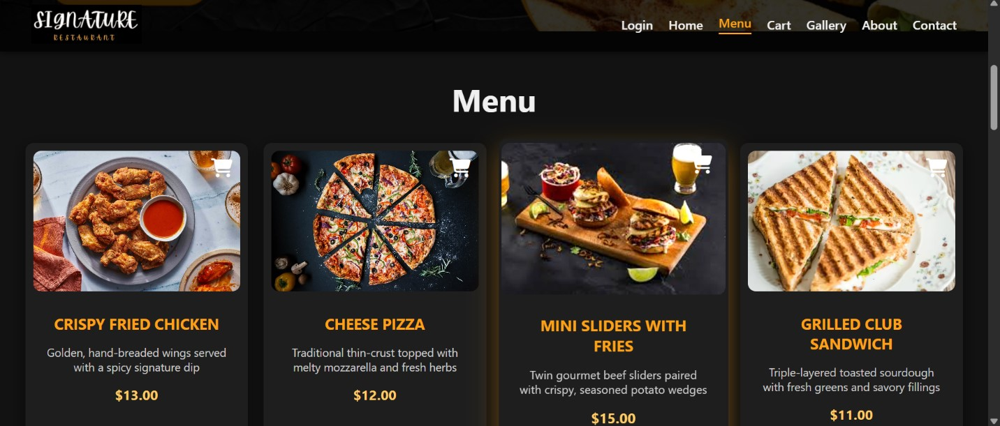 SIGNATURE
RESTAURANT
Login Home Menu Cart Gallery About Contact
Menu
CRISPY FRIED CHICKEN
Golden, hand-breaded wings served
with a spicy signature dip
$13.00
CHEESE PIZZA
Traditional thin-crust topped with
melty mozzarella and fresh herbs
$12.00
MINI SLIDERS WITH
FRIES
Twin gourmet beef sliders paired
with crispy, seasoned potato wedges
$15.00
GRILLED CLUB
SANDWICH
Triple-layered toasted sourdough
with fresh greens and savory fillings
$11.00